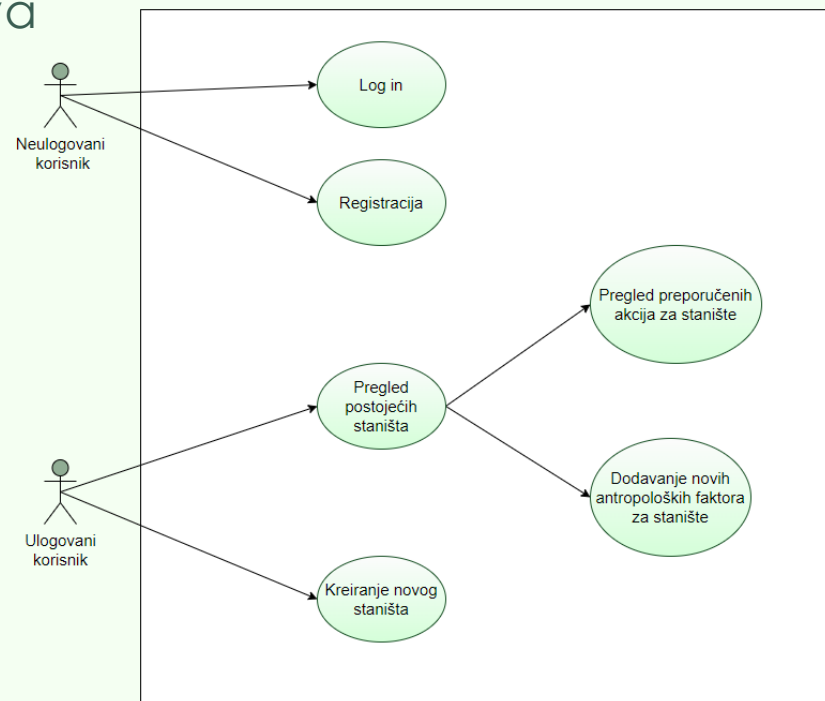 Log in
Neulogovani
korisnik
Registracija
Pregled preporučenih
akcija za stanište
Pregled
postojećih
staništa
Dodavanje novih
antropoloških faktora
za stanište
Ulogovani
korisnik
Kreiranje novog
staništa